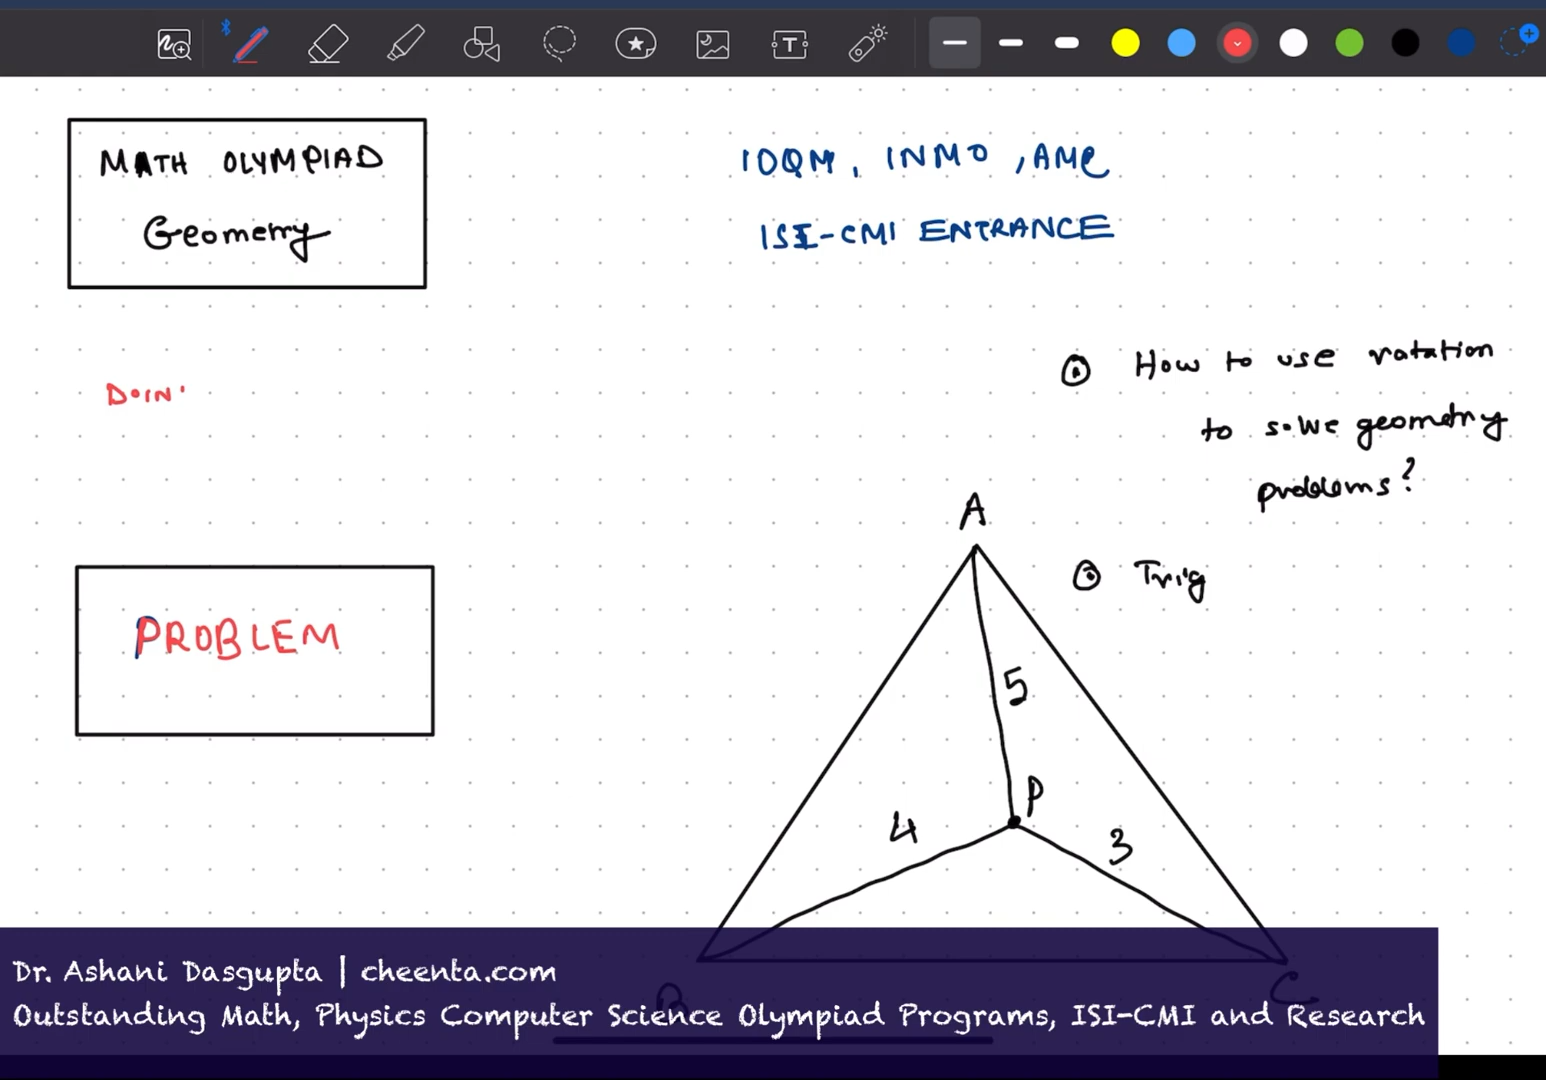 MATH OLYMPIAD
Geometry
IOQM, INMO, AMC
ISI-CMI ENTRANCE
How to use rotation
to solve geometry
problems?
DOIN
A
Trig
PROBLEM
5
P
4
3
B
C
Dr. Ashani Dasgupta | cheenta.com
Outstanding Math, Physics Computer Science Olympiad Programs, ISI-CMI and Research